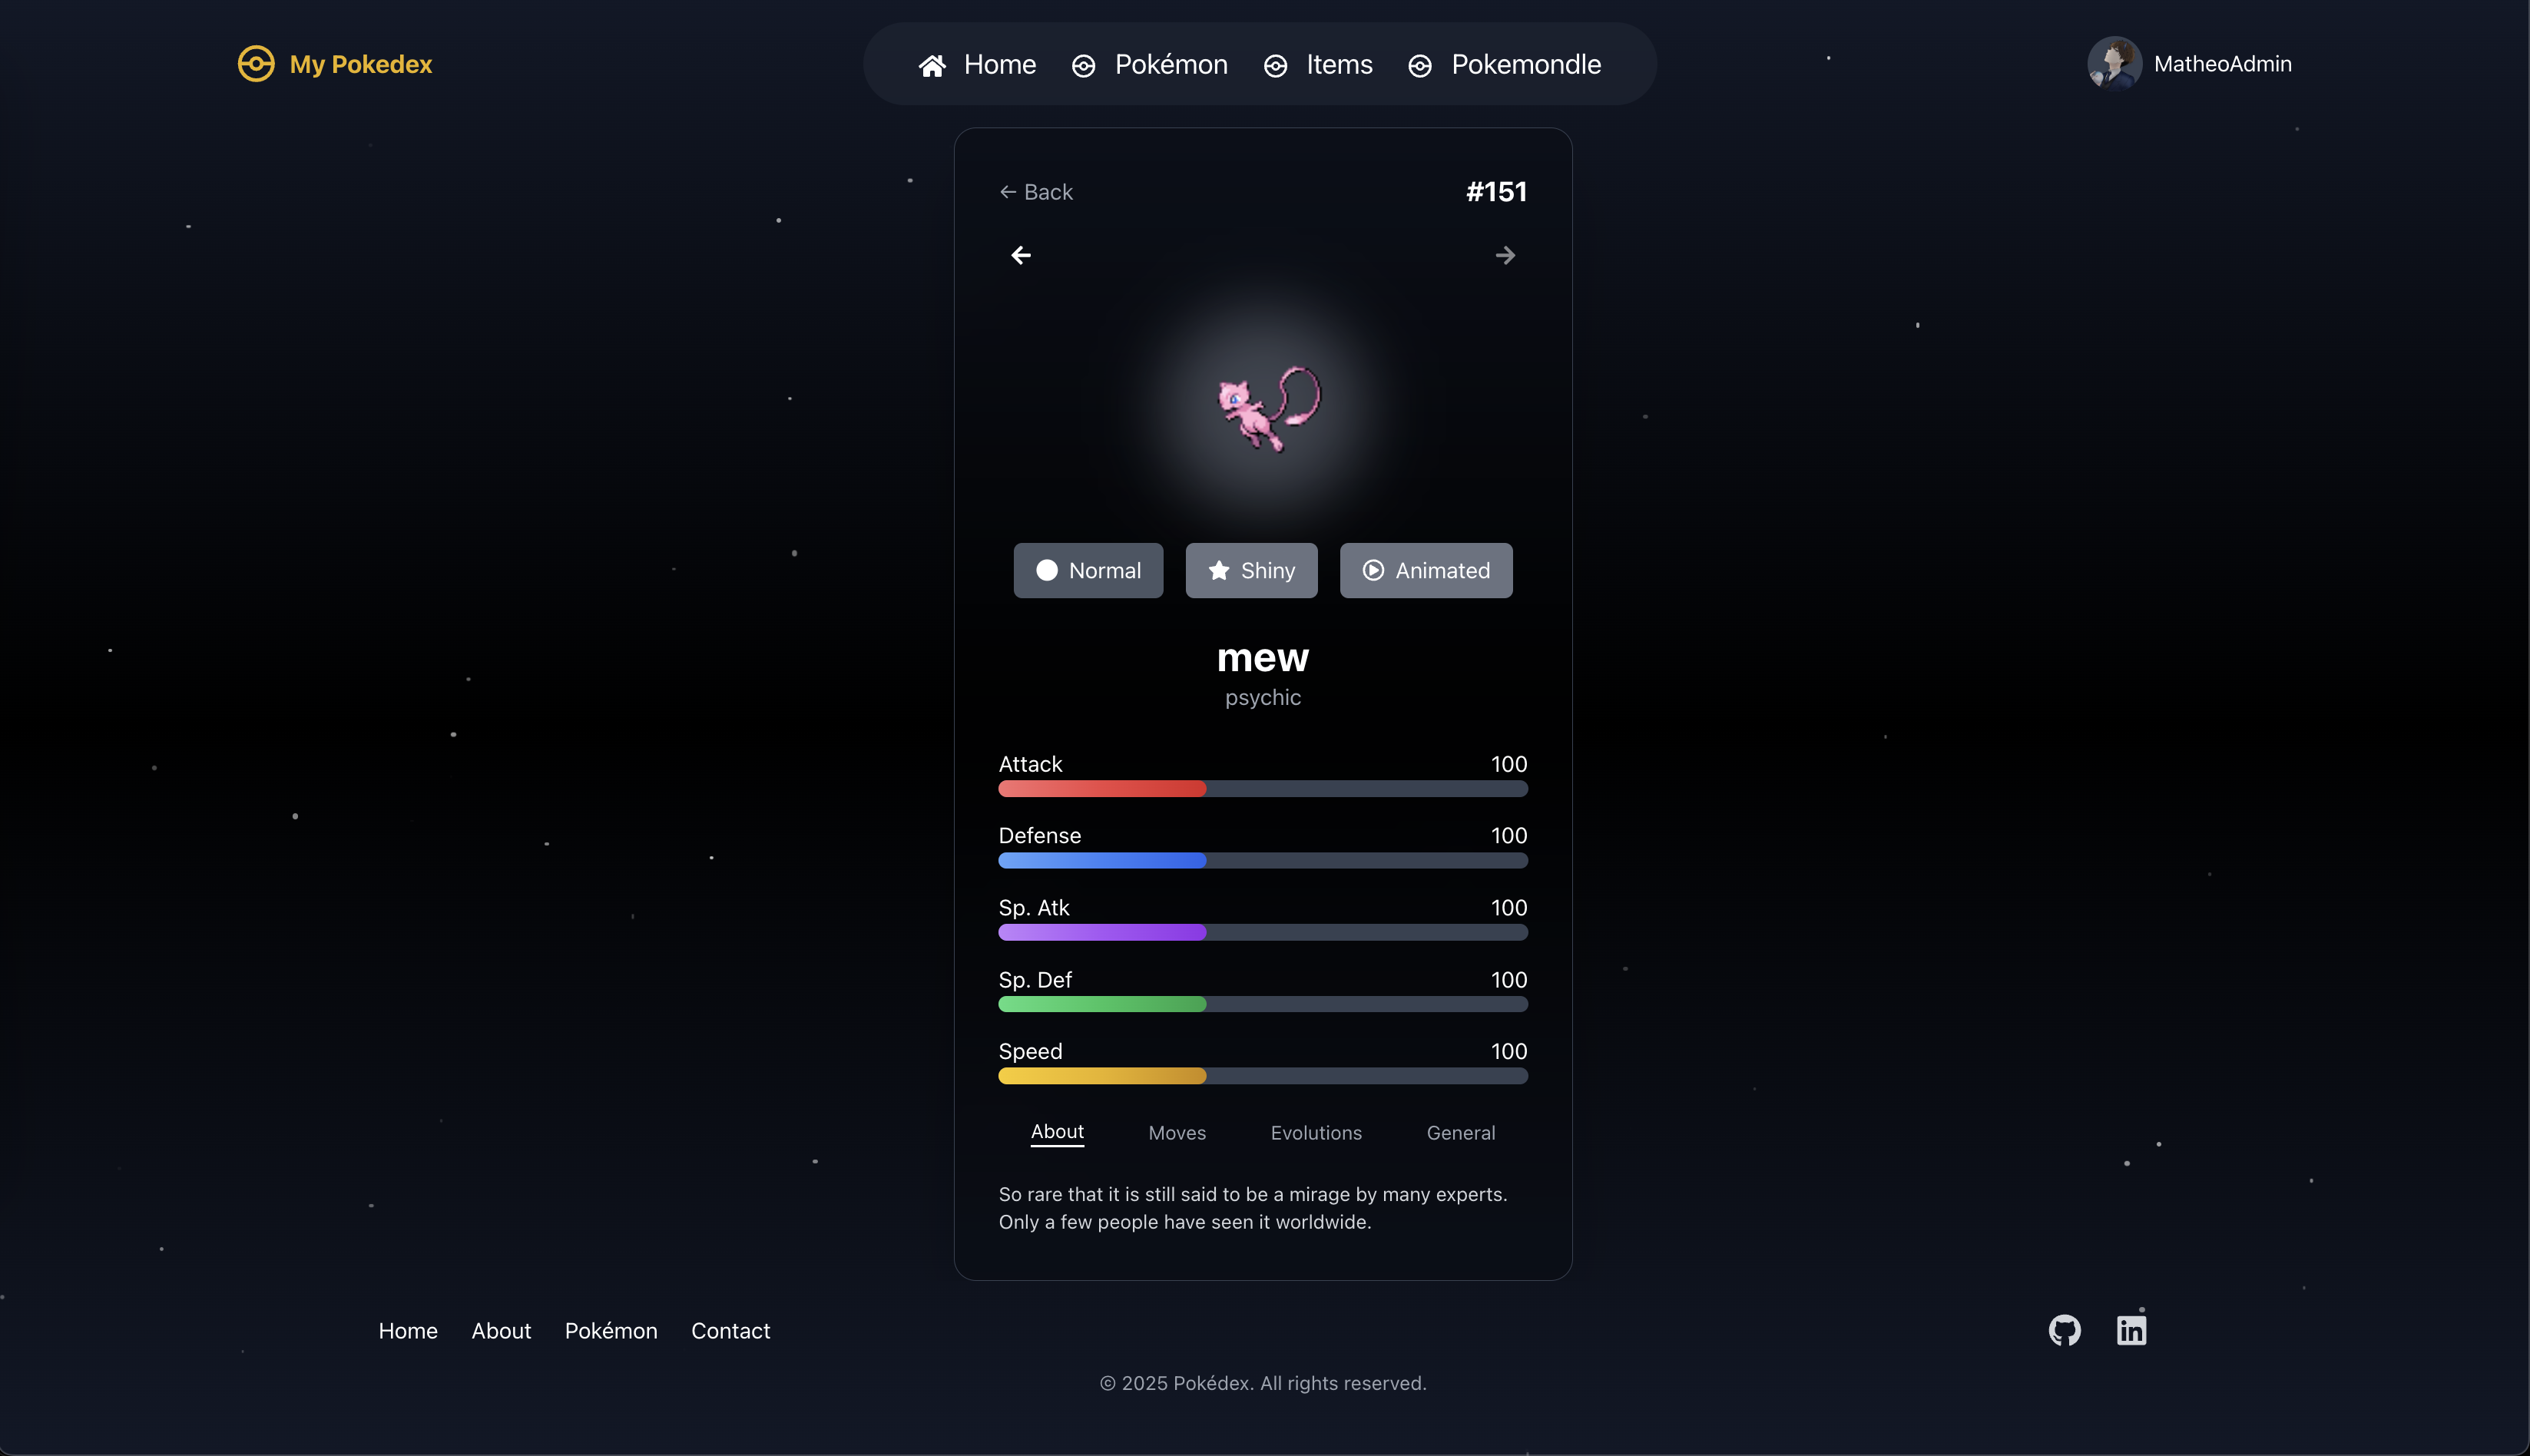 My Pokedex
Home Pokémon Items Pokemondle
MatheoAdmin
← Back
#151
Normal
Shiny
Animated
mew
psychic
Attack 100
Defense 100
Sp. Atk 100
Sp. Def 100
Speed 100
About Moves Evolutions General
So rare that it is still said to be a mirage by many experts.
Only a few people have seen it worldwide.
Home About Pokémon Contact
in
© 2025 Pokédex. All rights reserved.